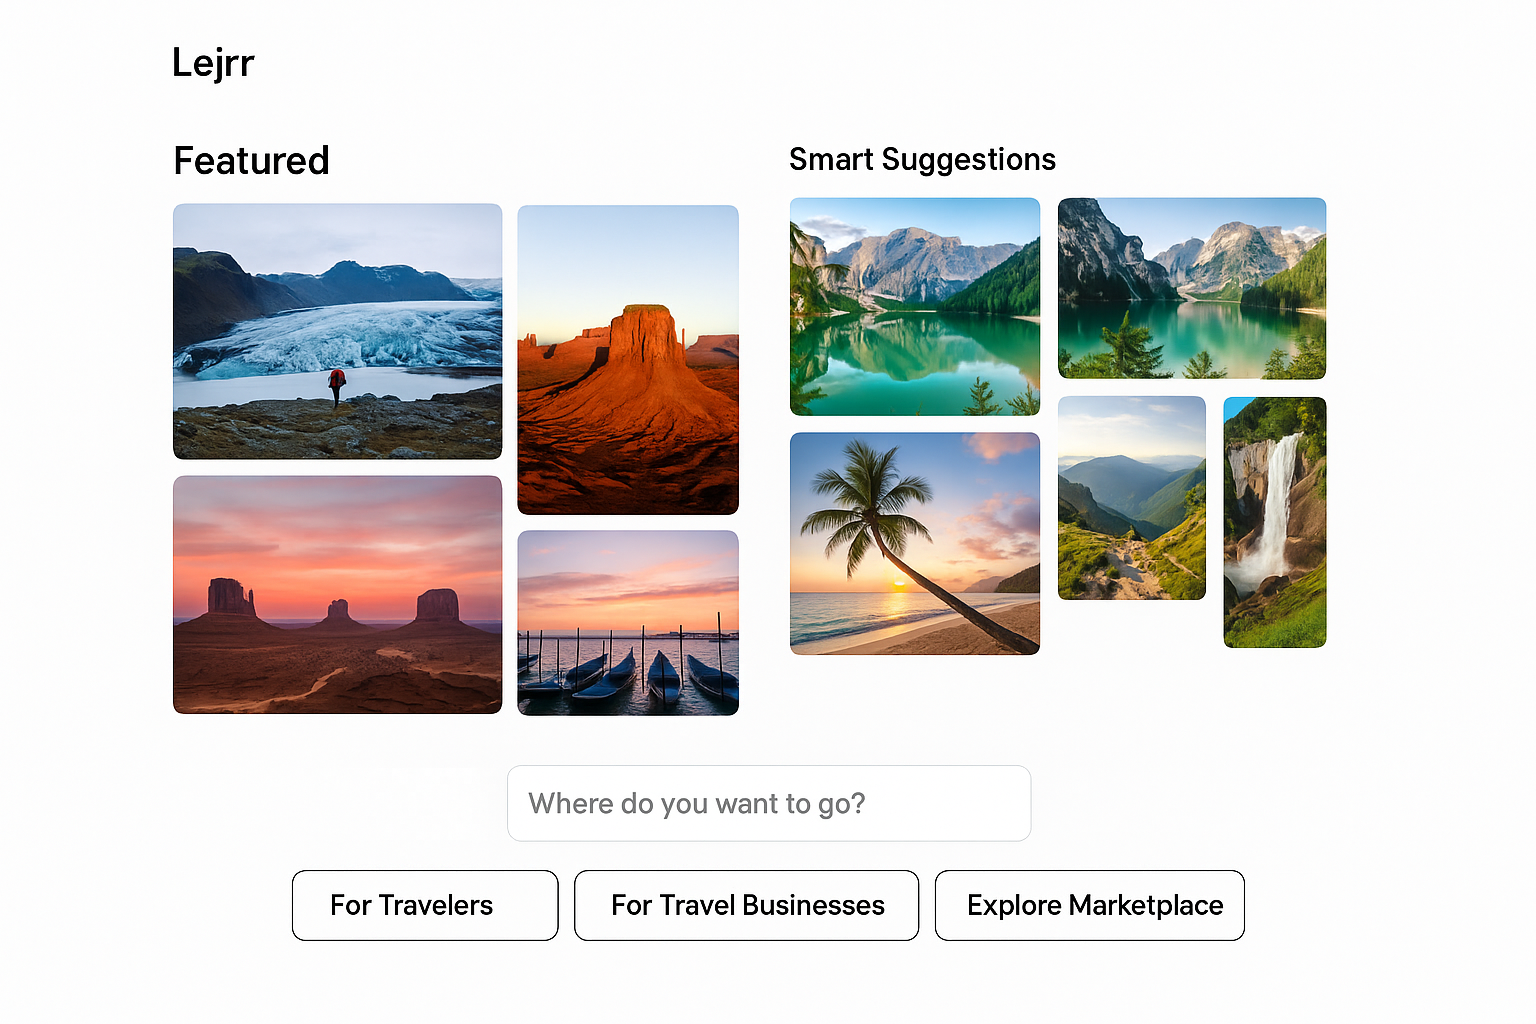 Lejrr
Featured
Smart Suggestions
Where do you want to go?
For Travelers
For Travel Businesses
Explore Marketplace